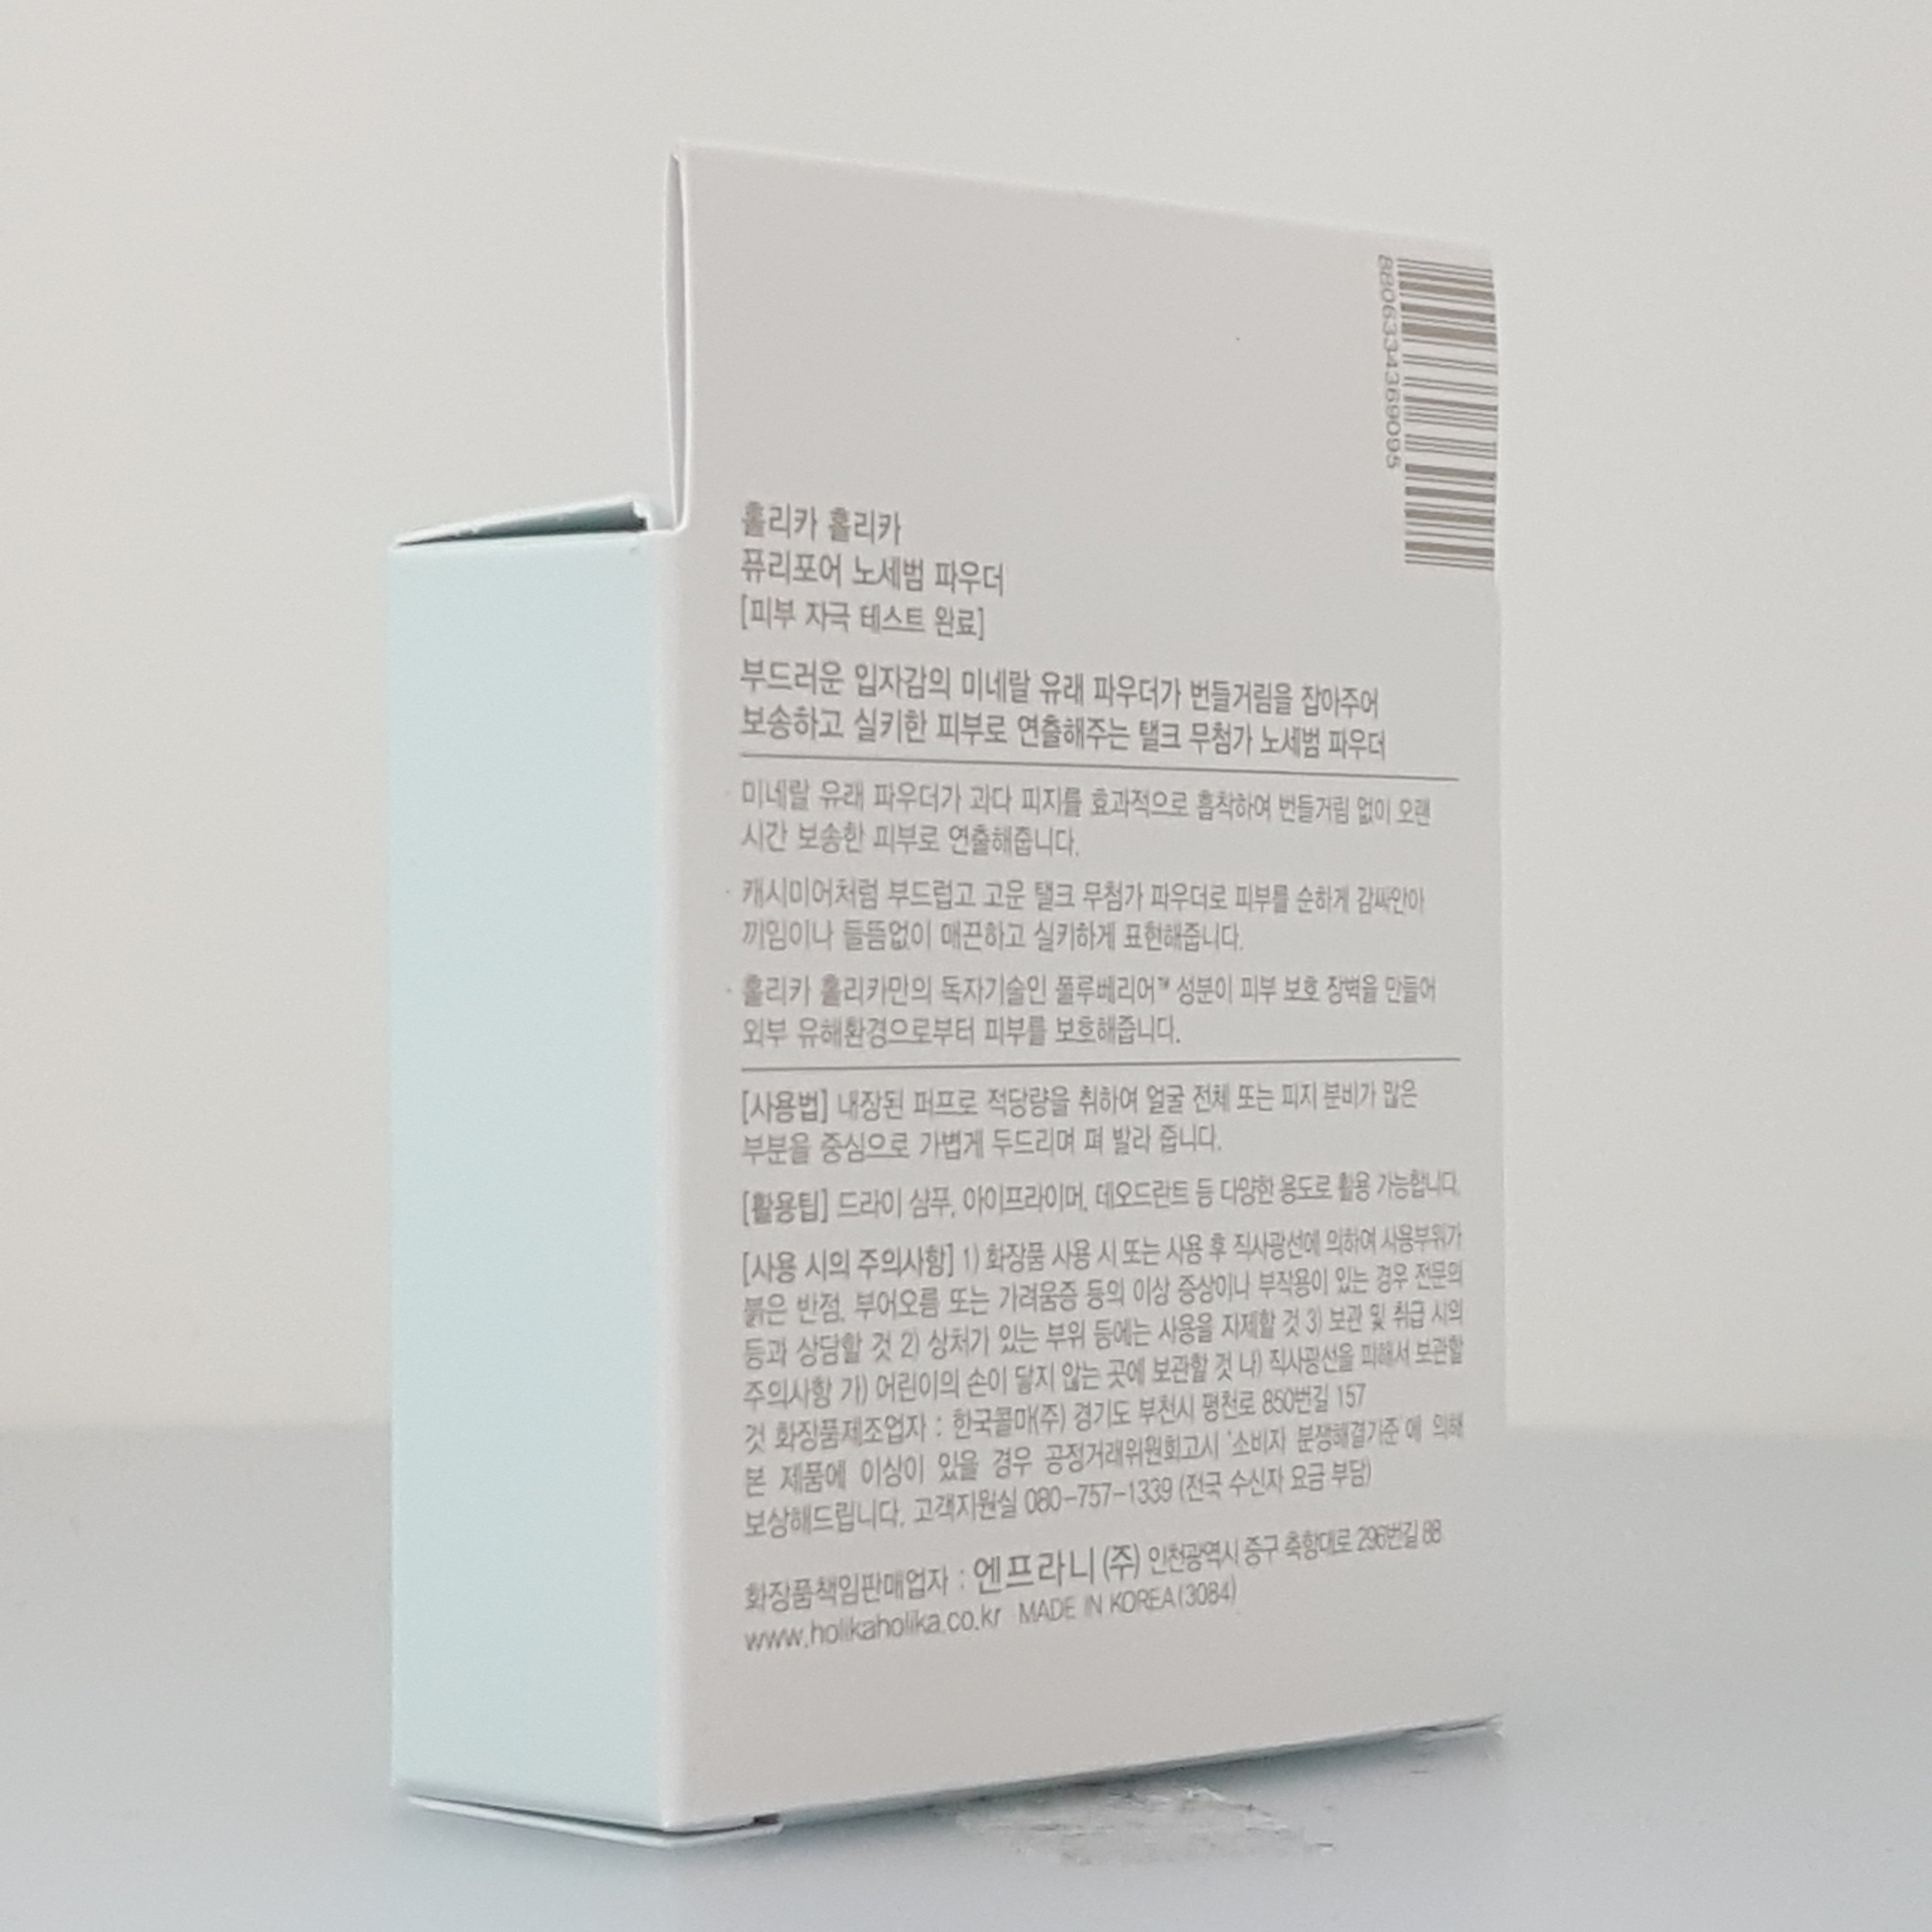 8806334369095
홀리카 홀리카
퓨리포어 노세범 파우더
[피부 자극 테스트 완료]
부드러운 입자감의 미네랄 유래 파우더가 번들거림을 잡아주어
보송하고 실키한 피부로 연출해주는 탤크 무첨가 노세범 파우더
· 미네랄 유래 파우더가 과다 피지를 효과적으로 흡착하여 번들거림 없이 오랜
시간 보송한 피부로 연출해줍니다.
· 캐시미어처럼 부드럽고 고운 탤크 무첨가 파우더로 피부를 순하게 감싸안아
끼임이나 들뜸없이 매끈하고 실키하게 표현해줍니다.
· 홀리카 홀리카만의 독자기술인 폴루베리어™ 성분이 피부 보호 장벽을 만들어
외부 유해환경으로부터 피부를 보호해줍니다.
[사용법] 내장된 퍼프로 적당량을 취하여 얼굴 전체 또는 피지 분비가 많은
부분을 중심으로 가볍게 두드리며 펴 발라 줍니다.
[활용팁] 드라이 샴푸, 아이프라이머, 데오드란트 등 다양한 용도로 활용 가능합니다.
[사용 시의 주의사항] 1) 화장품 사용 시 또는 사용 후 직사광선에 의하여 사용부위가
붉은 반점, 부어오름 또는 가려움증 등의 이상 증상이나 부작용이 있는 경우 전문의
등과 상담할 것 2) 상처가 있는 부위 등에는 사용을 자제할 것 3) 보관 및 취급 시의
주의사항 가) 어린이의 손이 닿지 않는 곳에 보관할 것 나) 직사광선을 피해서 보관할
것 화장품제조업자 : 한국콜마(주) 경기도 부천시 평천로 850번길 157
본 제품에 이상이 있을 경우 공정거래위원회고시 '소비자 분쟁해결기준'에 의해
보상해드립니다. 고객지원실 080-757-1339 (전국 수신자 요금 부담)
화장품책임판매업자 : 엔프라니(주) 인천광역시 중구 축항대로 296번길 88
www.holikaholika.co.kr MADE IN KOREA(3084)